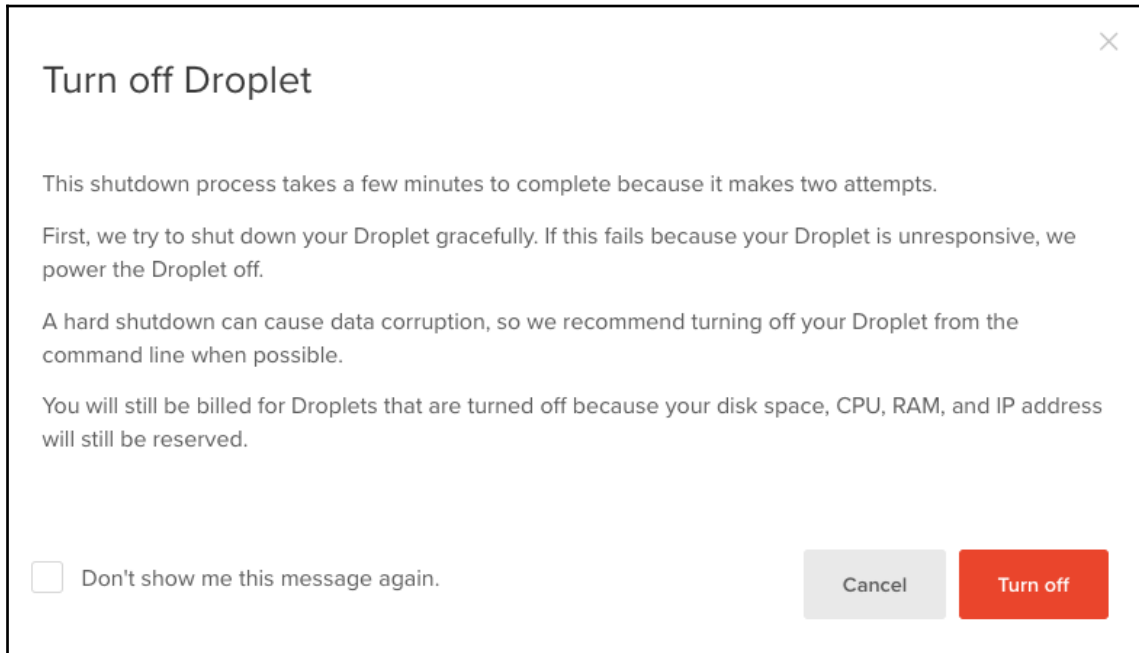 Turn off Droplet
This shutdown process takes a few minutes to complete because it makes two attempts.
First, we try to shut down your Droplet gracefully. If this fails because your Droplet is unresponsive, we
power the Droplet off.
A hard shutdown can cause data corruption, so we recommend turning off your Droplet from the
command line when possible.
You will still be billed for Droplets that are turned off because your disk space, CPU, RAM, and IP address
will still be reserved.
Don't show me this message again.
Cancel
Turn off